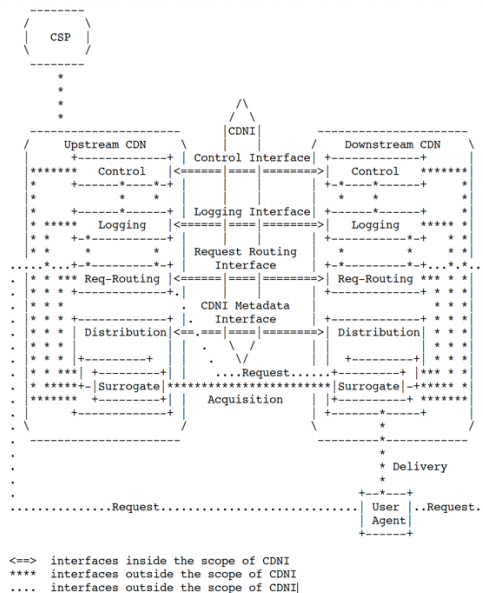 CSP
CDNI
Upstream CDN Downstream CDN
Control Interface
Control Control
Logging Interface
Logging Logging
Request Routing
Interface
Req-Routing Req-Routing
CDNI Metadata
Interface
Distribution Distribution
Request
Surrogate Surrogate
Acquisition
Delivery
Request User Request
Agent
<==> interfaces inside the scope of CDNI
**** interfaces outside the scope of CDNI
.... interfaces outside the scope of CDNI